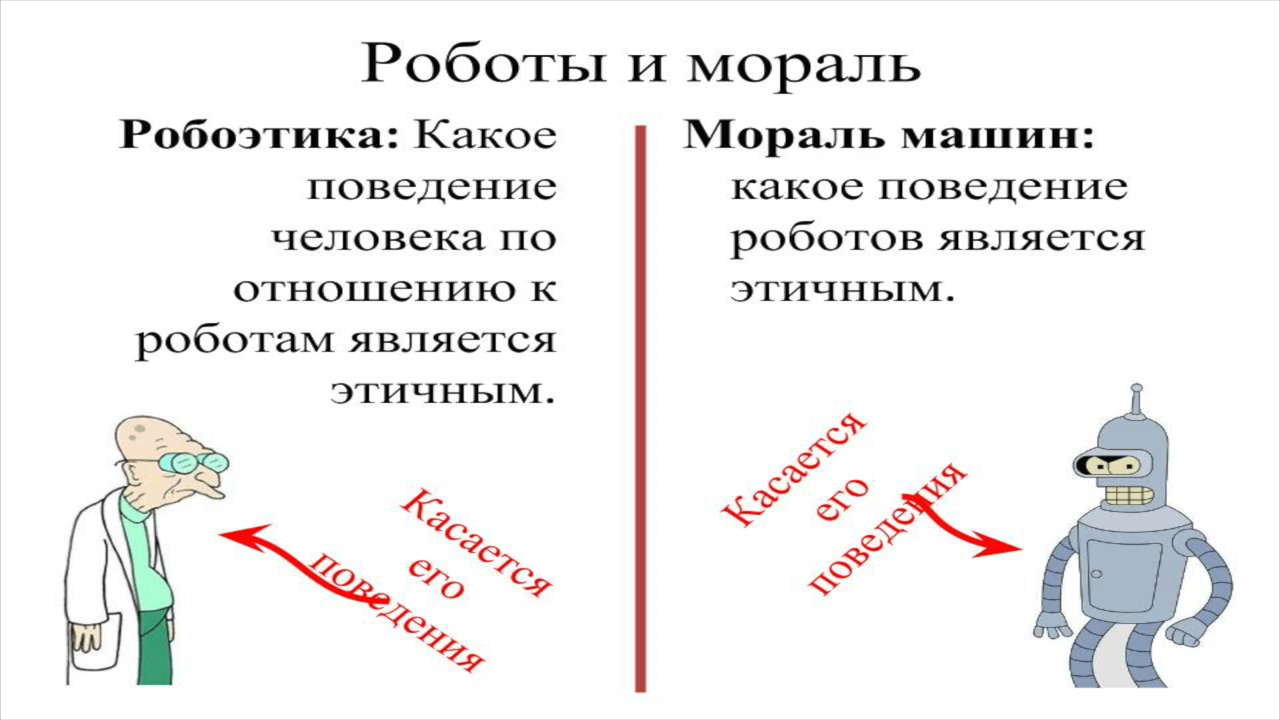 Роботы и мораль
Робоэтика: Какое
поведение
человека по
отношению к
роботам является
этичным.
Касается
его
поведения
Мораль машин:
какое поведение
роботов является
этичным.
Касается
его
поведения